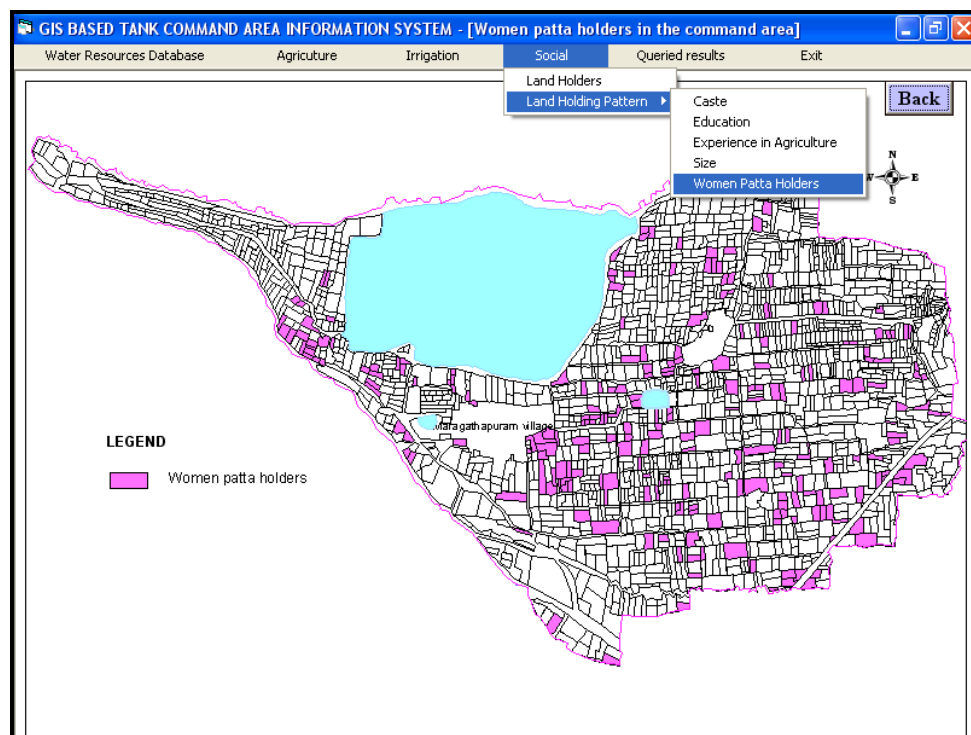 GIS BASED TANK COMMAND AREA INFORMATION SYSTEM - [Women patta holders in the command area]
Water Resources Database Agricuture Irrigation Social Queried results Exit
Land Holders
Land Holding Pattern
Caste
Education
Experience in Agriculture
Size
Women Patta Holders
Back
N
W E
S
Maragathapuram village
LEGEND
Women patta holders